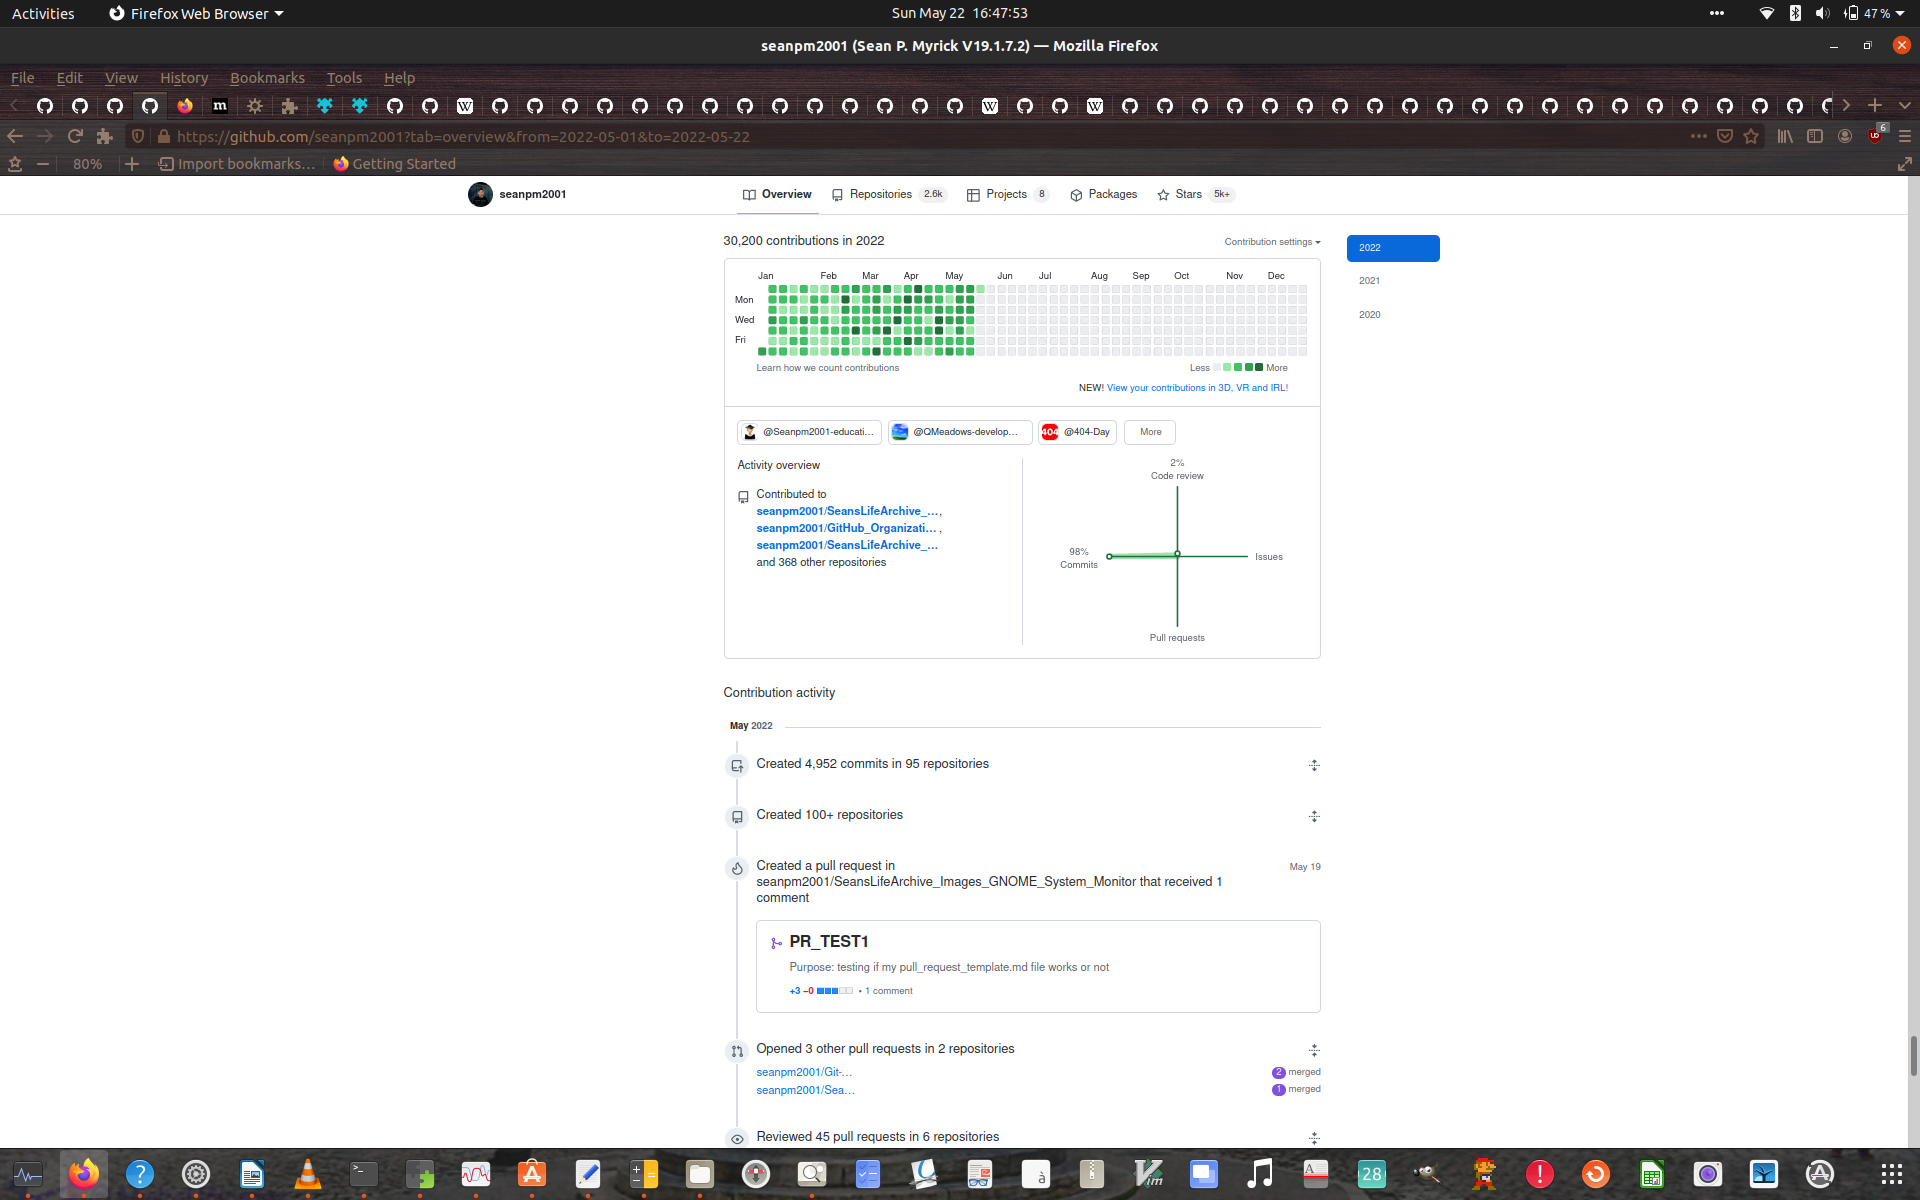 Activities
Firefox Web Browser
Sun May 22 16:47:53
47 %
seanpm2001 (Sean P. Myrick V19.1.7.2) — Mozilla Firefox
File Edit View History Bookmarks Tools Help
https://github.com/seanpm2001?tab=overview&from=2022-05-01&to=2022-05-22
6
80%
Import bookmarks...
Getting Started
seanpm2001
Overview
Repositories 2.6k
Projects 8
Packages
Stars 5k+
30,200 contributions in 2022
Contribution settings
2022
2021
2020
Jan Feb Mar Apr May Jun Jul Aug Sep Oct Nov Dec
Mon
Wed
Fri
Learn how we count contributions
Less More
NEW! View your contributions in 3D, VR and IRL!
@Seanpm2001-educati...
@QMeadows-develop...
404 @404-Day
More
Activity overview
Contributed to
seanpm2001/SeansLifeArchive_...,
seanpm2001/GitHub_Organizati... ,
seanpm2001/SeansLifeArchive_...
and 368 other repositories
2%
Code review
98%
Commits
Issues
Pull requests
Contribution activity
May 2022
Created 4,952 commits in 95 repositories
Created 100+ repositories
Created a pull request in
seanpm2001/SeansLifeArchive_Images_GNOME_System_Monitor that received 1
comment
May 19
PR_TEST1
Purpose: testing if my pull_request_template.md file works or not
+3 −0 • 1 comment
Opened 3 other pull requests in 2 repositories
seanpm2001/Git-...
2 merged
seanpm2001/Sea...
1 merged
Reviewed 45 pull requests in 6 repositories
28